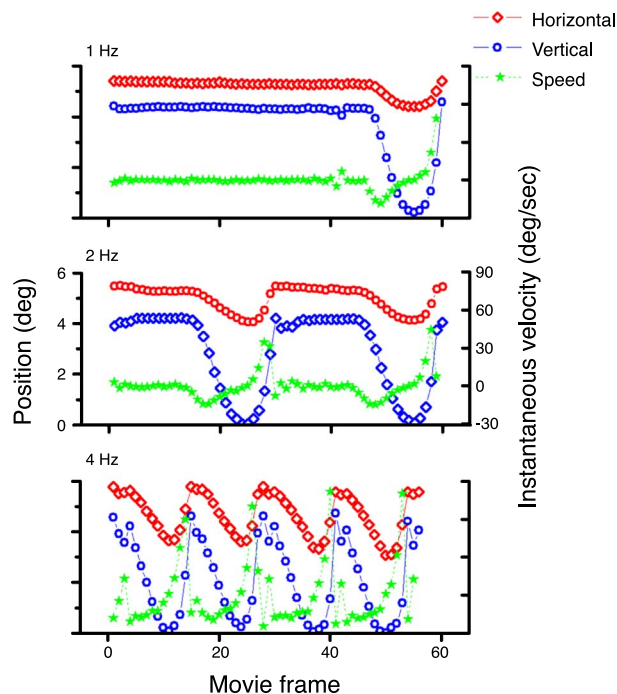 Horizontal
Vertical
Speed
1 Hz
2 Hz
6
4
2
0
90
60
30
0
-30
Position (deg)
Instantaneous velocity (deg/sec)
4 Hz
0
20
40
60
Movie frame